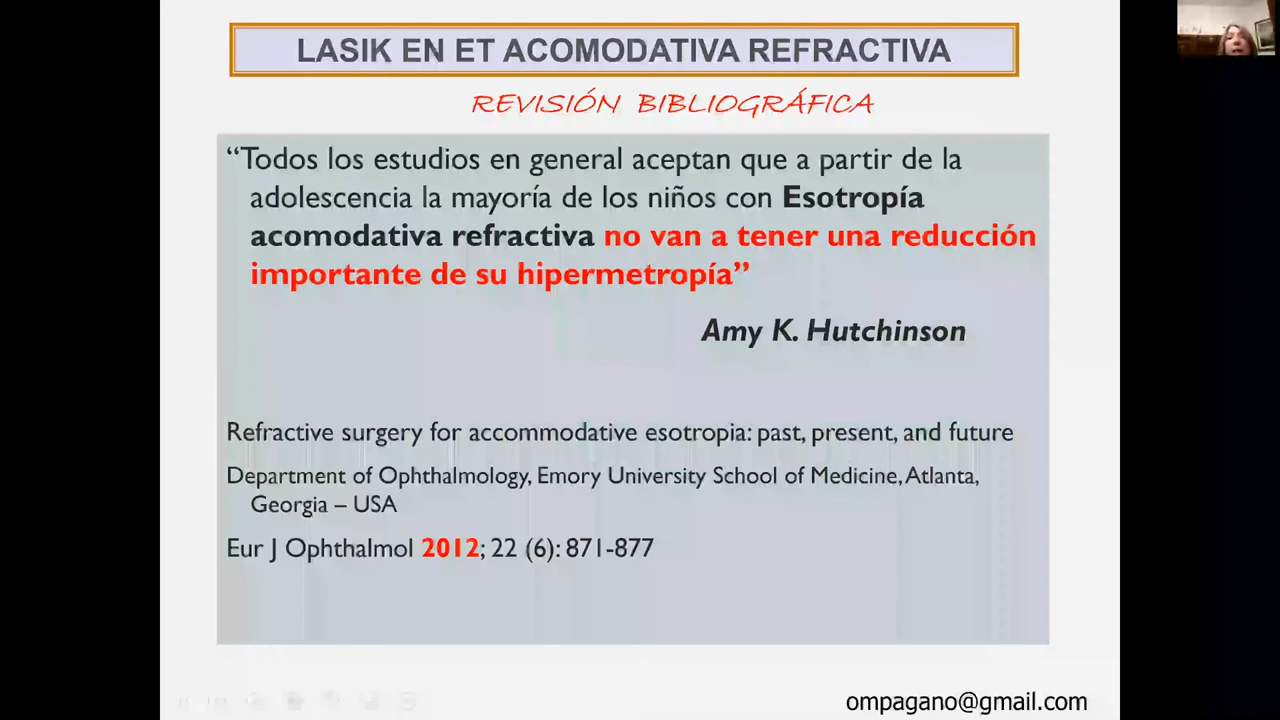 LASIK EN ET ACOMODATIVA REFRACTIVA
REVISIÓN BIBLIOGRÁFICA
“Todos los estudios en general aceptan que a partir de la
adolescencia la mayoría de los niños con Esotropía
acomodativa refractiva no van a tener una reducción
importante de su hipermetropía”
Amy K. Hutchinson
Refractive surgery for accommodative esotropia: past, present, and future
Department of Ophthalmology, Emory University School of Medicine, Atlanta,
Georgia – USA
Eur J Ophthalmol 2012; 22 (6): 871-877
ompagano@gmail.com